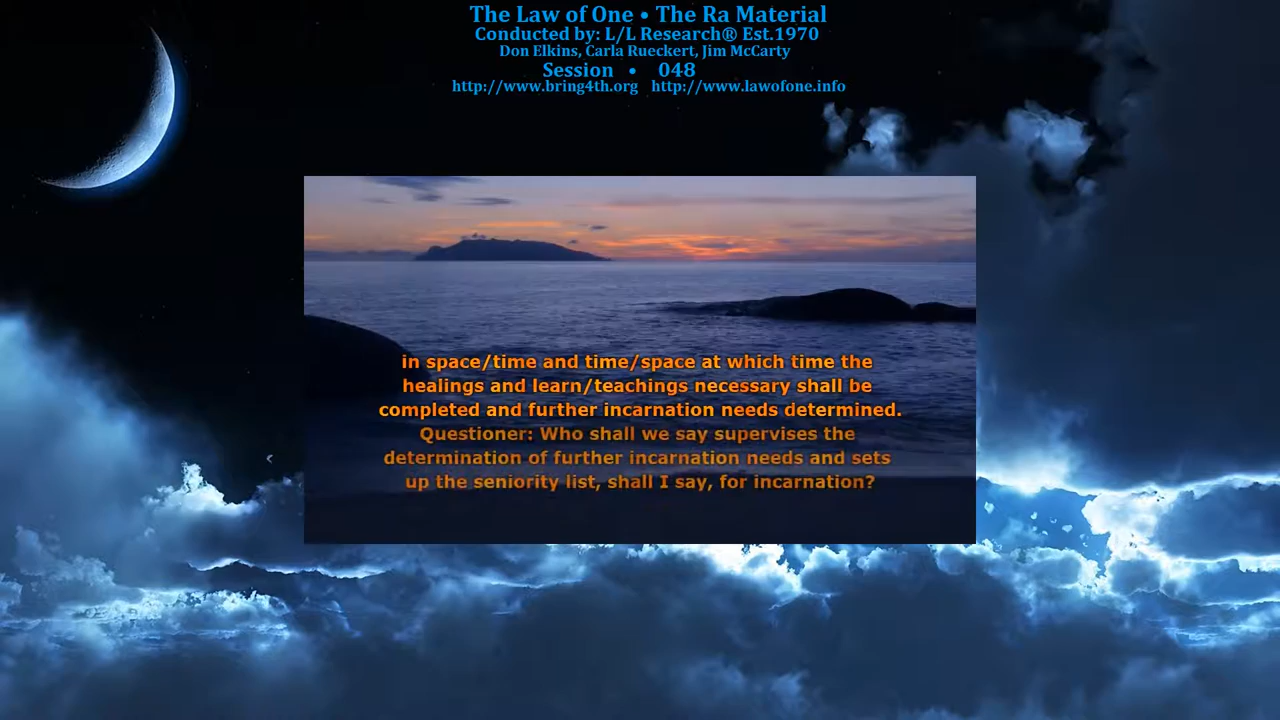 The Law of One • The Ra Material
Conducted by: L/L Research® Est.1970
Don Elkins, Carla Rueckert, Jim McCarty
Session • 048
http://www.bring4th.org http://www.lawofone.info
in space/time and time/space at which time the
healings and learn/teachings necessary shall be
completed and further incarnation needs determined.
Questioner: Who shall we say supervises the
determination of further incarnation needs and sets
up the seniority list, shall I say, for incarnation?